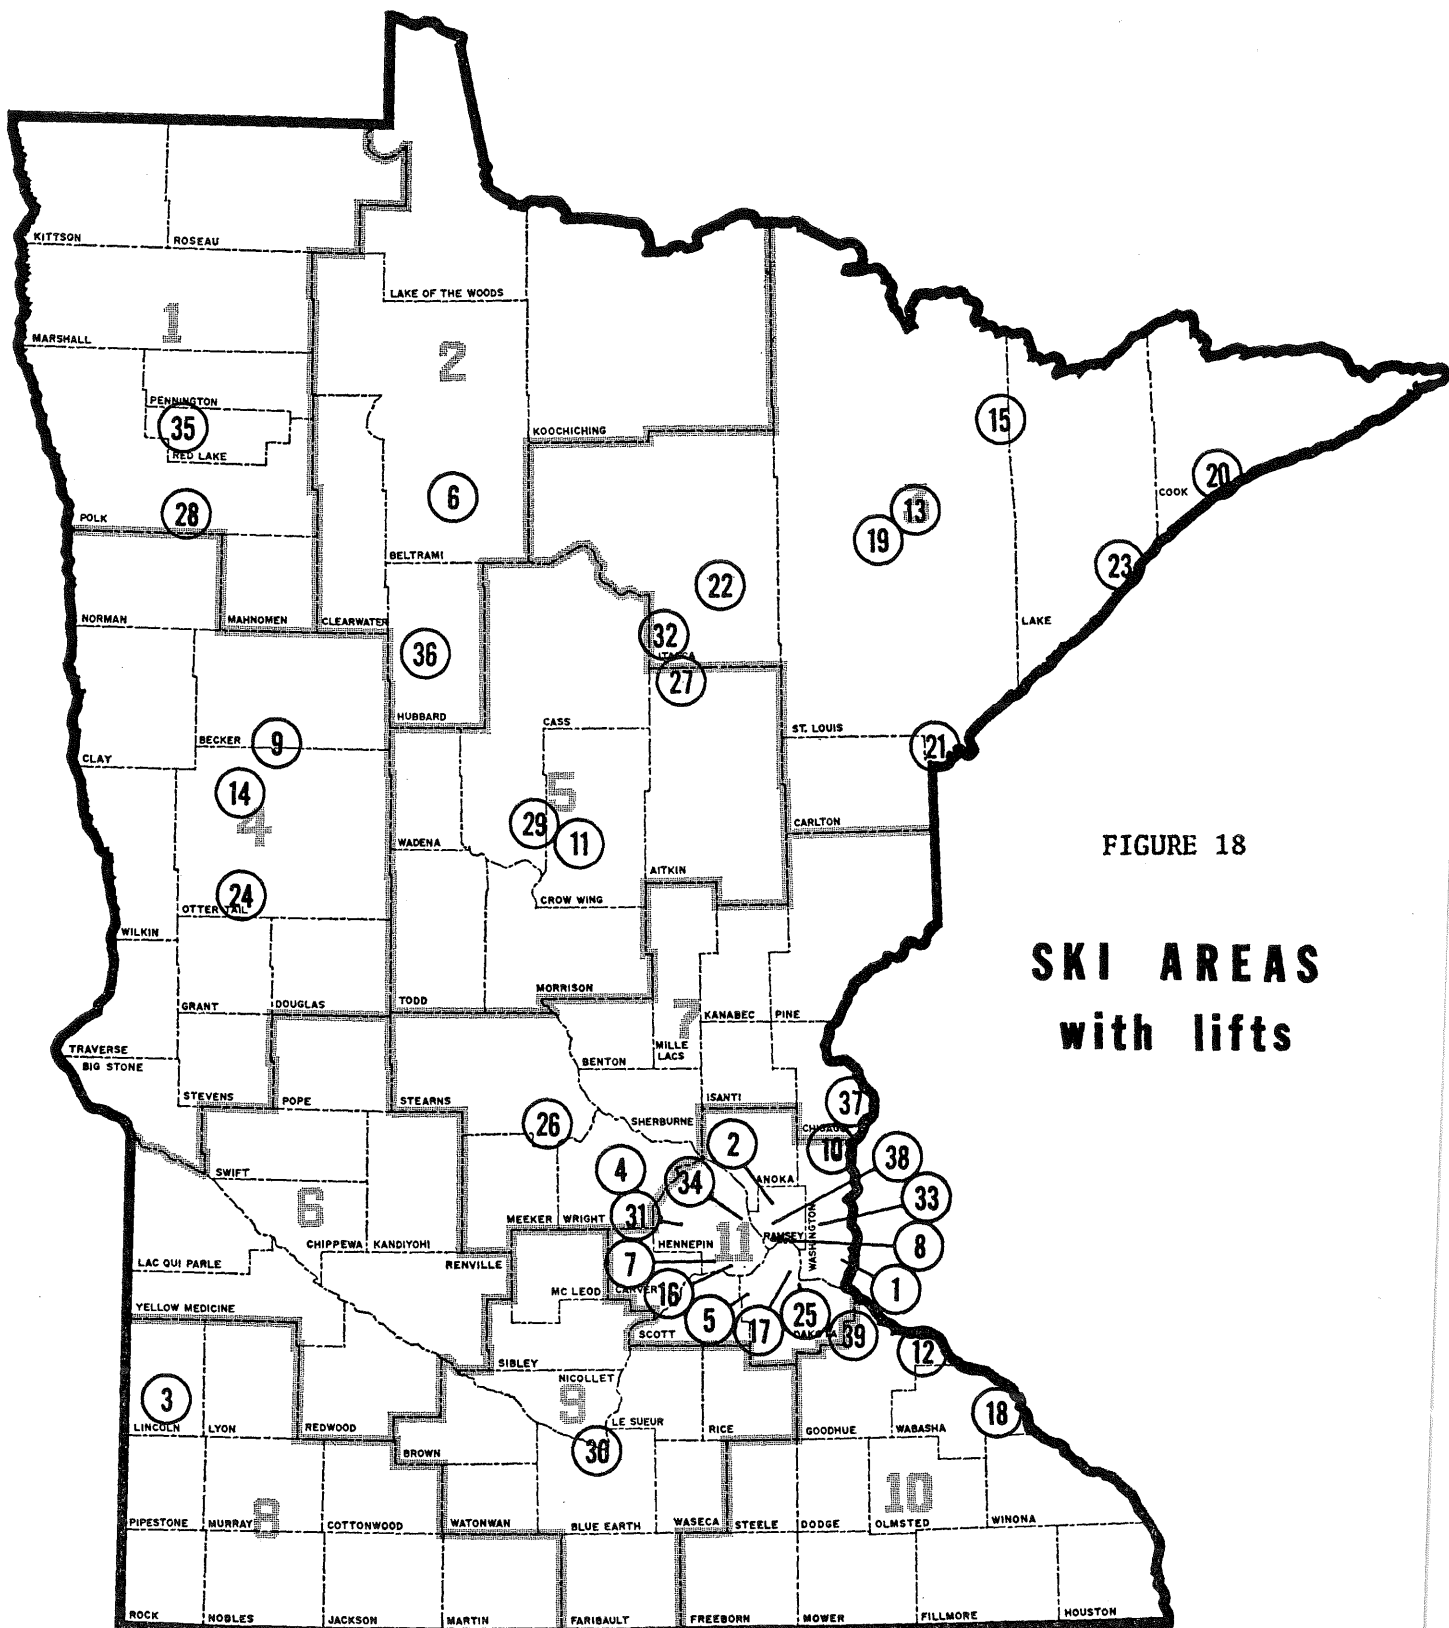 KITTSON
ROSEAU
LAKE OF THE WOODS
1
MARSHALL
2
PENNINGTON
35
RED LAKE
KOOCHICHING
15
6
20
COOK
28
POLK
13
19
BELTRAMI
23
22
NORMAN
MAHNOMEN
CLEARWATER
32
LAKE
36
27
HUBBARD
CASS
ST. LOUIS
BECKER
9
21
CLAY
14
5
4
29
11
WADENA
CARLTON
FIGURE 18
AITKIN
24
OTTER TAIL
CROW WING
WILKIN
SKI AREAS
with lifts
GRANT
DOUGLAS
TODD
MORRISON
7
KANABEC
PINE
TRAVERSE
BIG STONE
BENTON
MILLE
LACS
STEVENS
POPE
STEARNS
ISANTI
37
26
SHERBURNE
CHISAGO
2
10
38
SWIFT
4
34
ANOKA
33
6
31
MEEKER
WRIGHT
11
RAMSEY
WASHINGTON
CHIPPEWA
KANDIYOHI
HENNEPIN
8
LAC QUI PARLE
RENVILLE
7
MC LEOD
CARVER
16
1
YELLOW MEDICINE
5
17
25
SCOTT
DAKOTA
39
12
SIBLEY
NICOLLET
3
9
18
LINCOLN
LYON
REDWOOD
LE SUEUR
RICE
GOODHUE
WABASHA
BROWN
30
10
8
PIPESTONE
MURRAY
COTTONWOOD
WATONWAN
BLUE EARTH
WASECA
STEELE
DODGE
OLMSTED
WINONA
ROCK
NOBLES
JACKSON
MARTIN
FARIBAULT
FREEBORN
MOWER
FILLMORE
HOUSTON